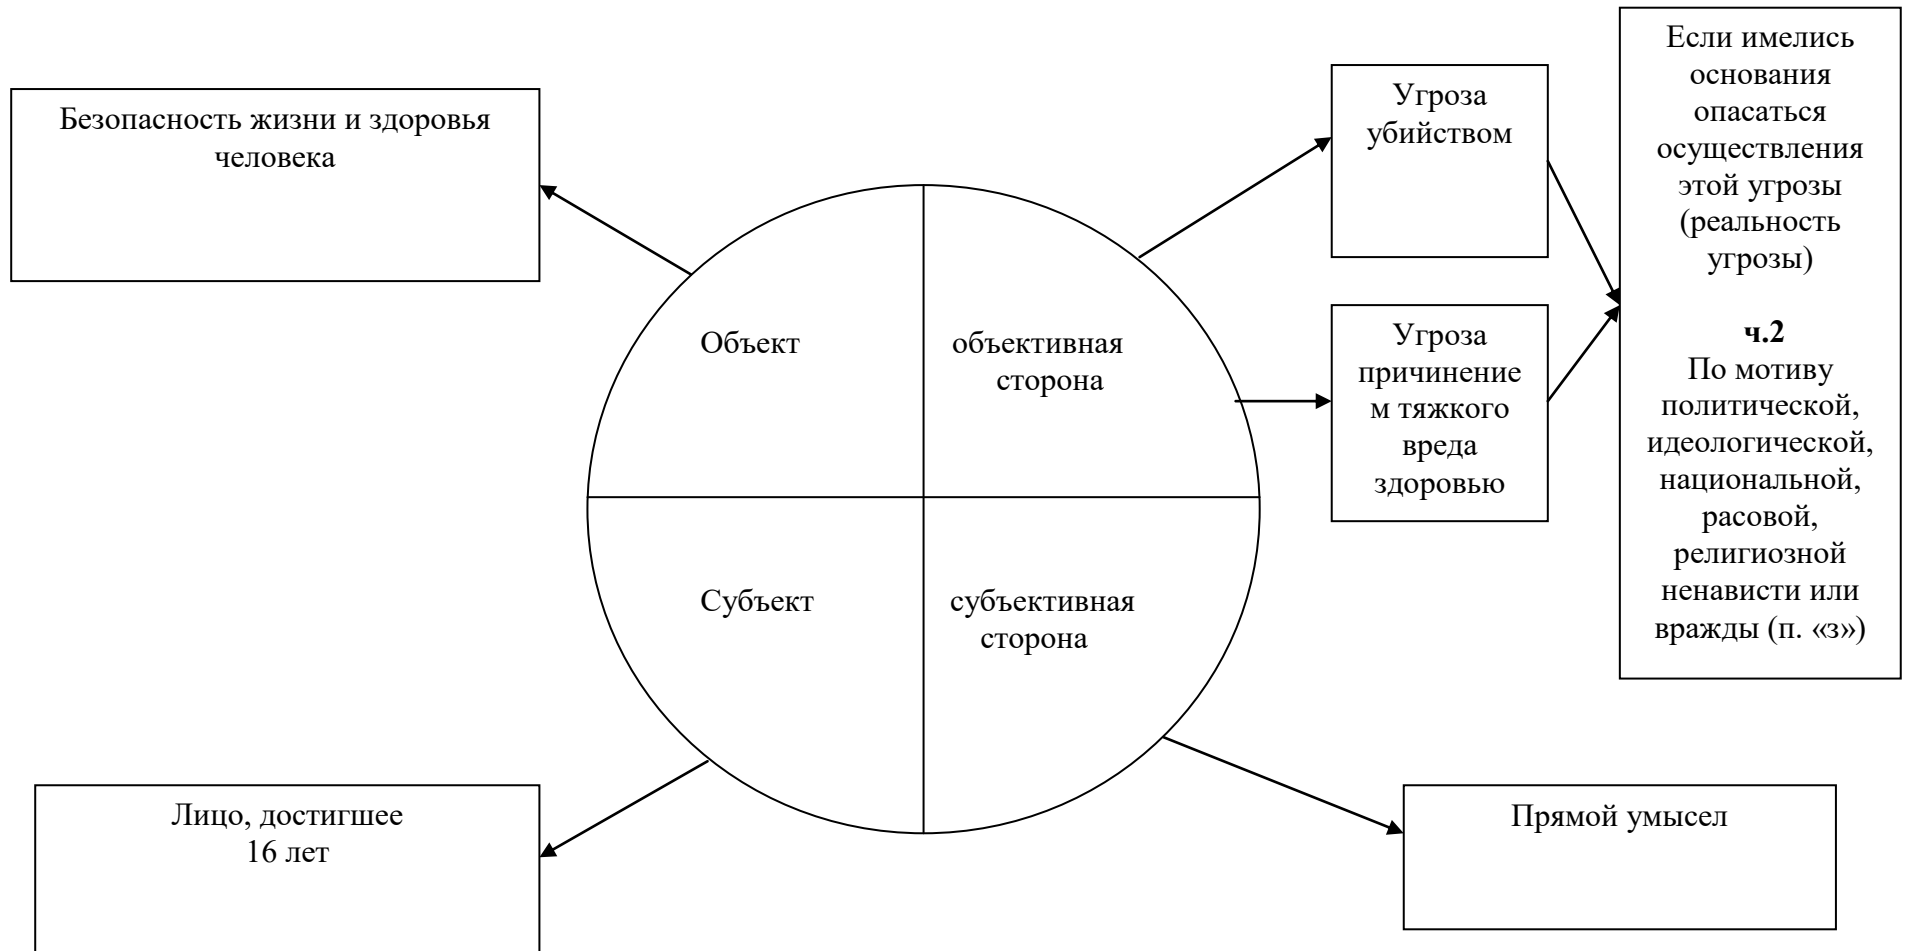 Безопасность жизни и здоровья
человека
Угроза
убийством
Если имелись
основания
опасаться
осуществления
этой угрозы
(реальность
угрозы)
ч.2
По мотиву
политической,
идеологической,
национальной,
расовой,
религиозной
ненависти или
вражды (п. «з»)
Объект
объективная
сторона
Угроза
причинение
м тяжкого
вреда
здоровью
Субъект
субъективная
сторона
Лицо, достигшее
16 лет
Прямой умысел